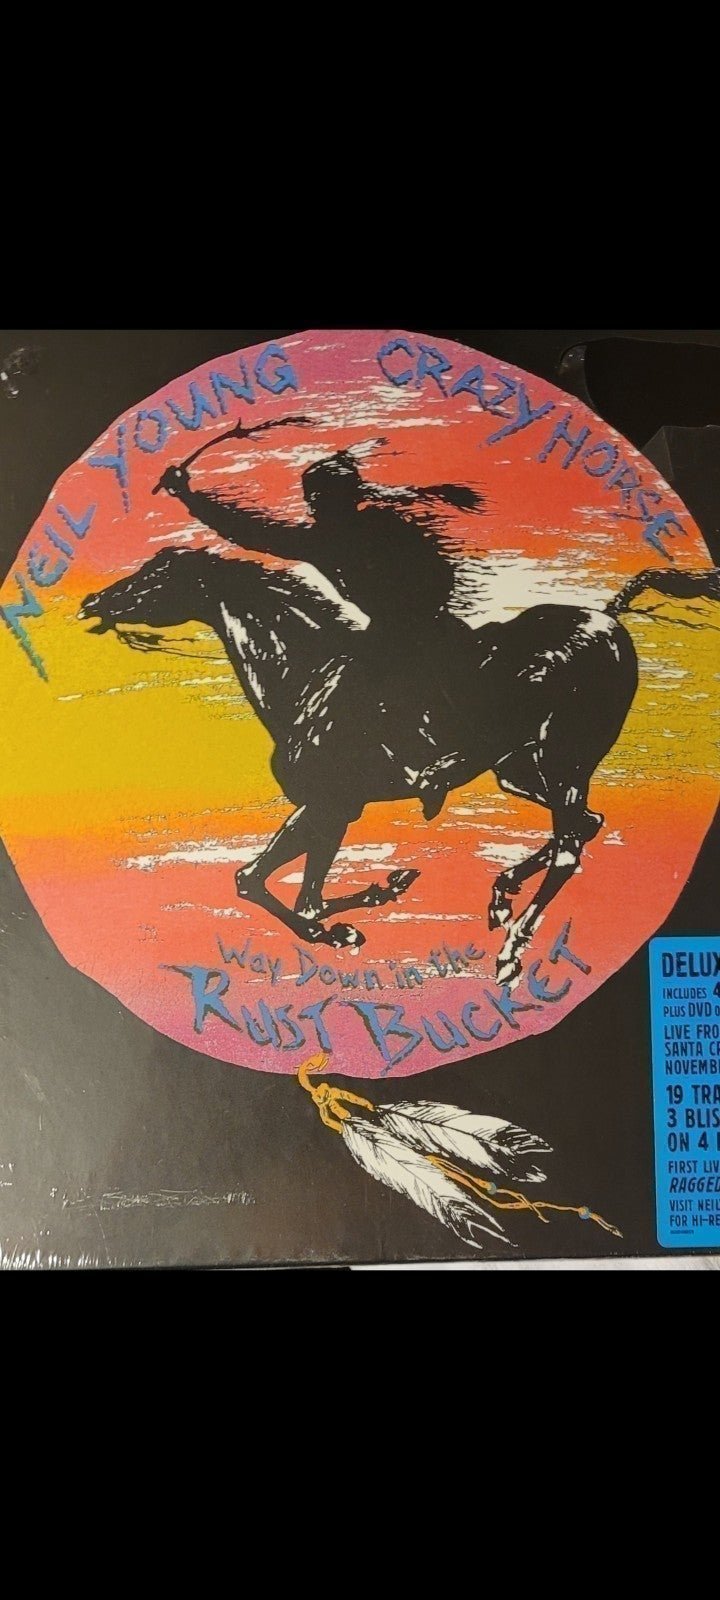 NEIL YOUNG CRAZY HORSE
Way Down in the
RUST BUCKET
DELUX
INCLUDES 4
PLUS DVD O
LIVE FRO
SANTA CR
NOVEMBE
19 TRA
3 BLIS
ON 4 L
FIRST LIV
RAGGED
VISIT NEIL
FOR HI-RE